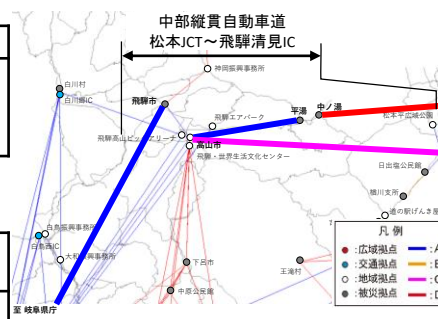 中部縦貫自動車道
松本JCT～飛騨清見IC
神岡振興事務所
白川村
白川郷IC
飛騨市
飛騨エアパーク
平湯
中ノ湯
松本平広域公園
飛騨高山ビッグアリーナ
高山市
飛騨・世界生活文化センター
日出塩公民館
楢川支所
道の駅げんき屋
白鳥振興事務所
白鳥西IC
大和振興事務所
下呂市
中原公民館
王滝村
至 岐阜県庁
凡 例
:広域拠点
:交通拠点
:地域拠点
:被災拠点
:A
:B
:C
:D